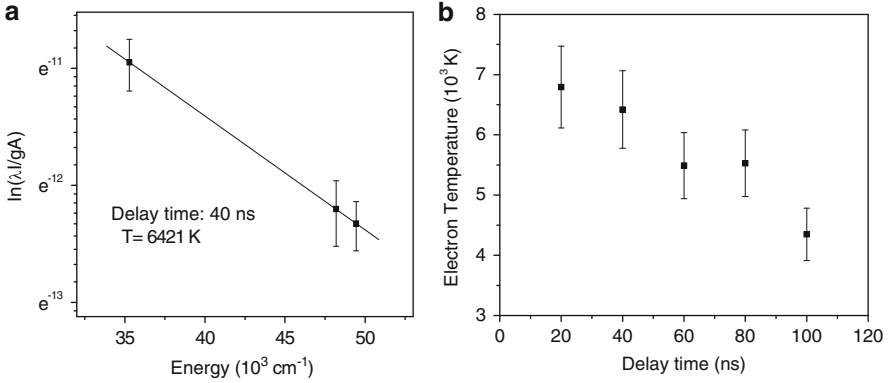 a
ln(λI/gA)
e-11
e-12
e-13
Delay time: 40 ns
T= 6421 K
35
40
45
50
Energy (10³ cm⁻¹)
b
Electron Temperature (10³ K)
8
7
6
5
4
3
0
20
40
60
80
100
120
Delay time (ns)